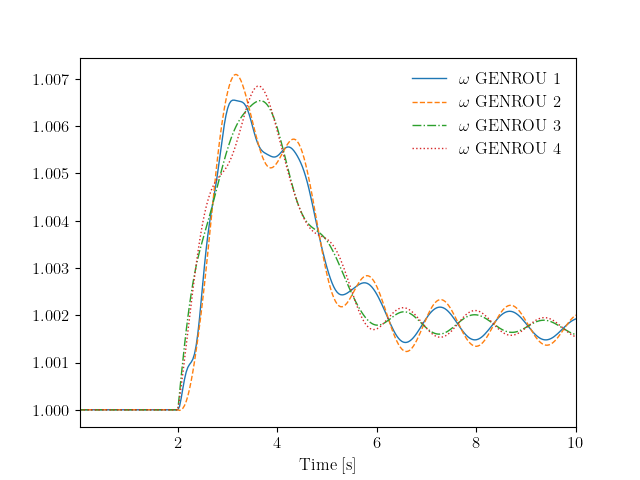 1.007
1.006
1.005
1.004
1.003
1.002
1.001
1.000
ω GENROU 1
ω GENROU 2
ω GENROU 3
ω GENROU 4
2 4 6 8 10
Time [s]